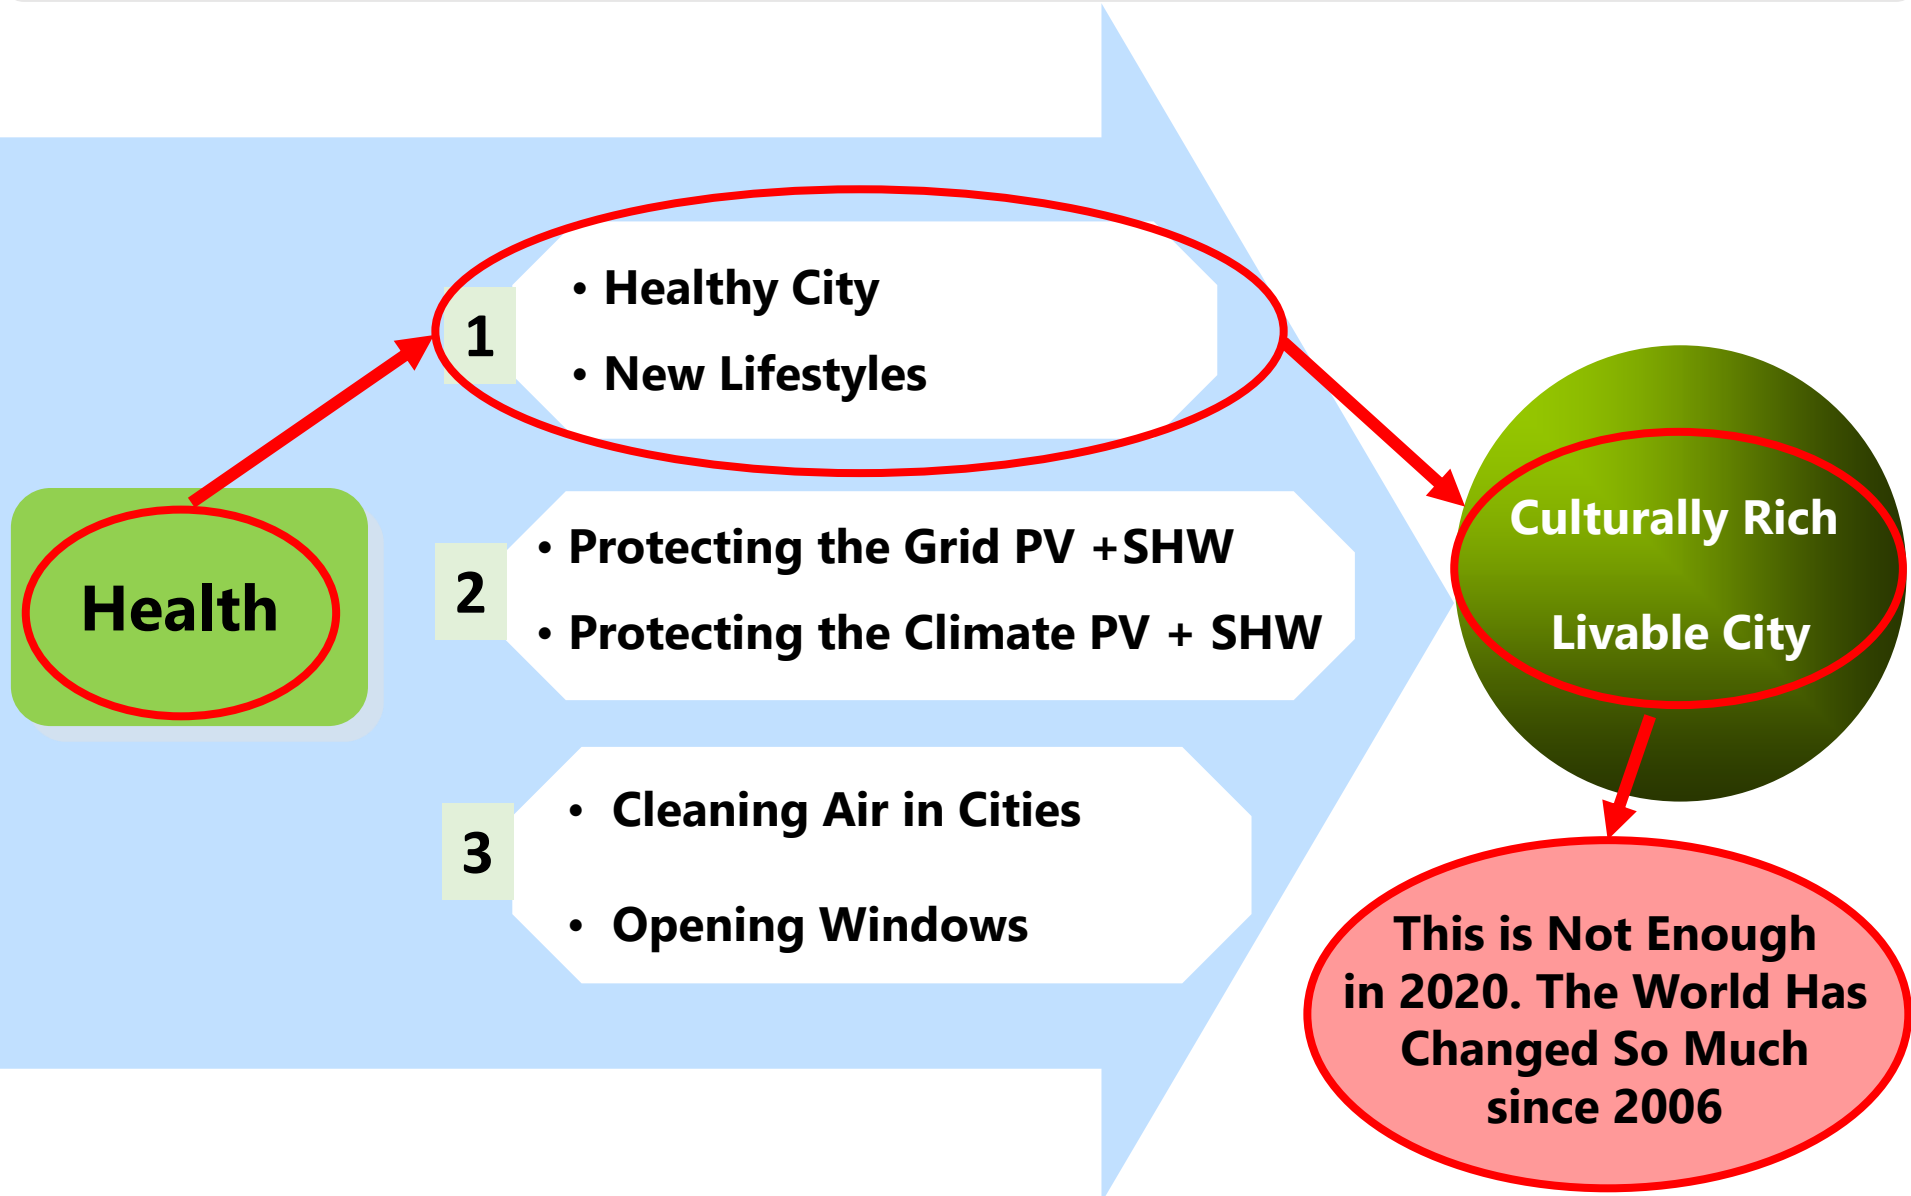 Health
1
• Healthy City
• New Lifestyles
2
• Protecting the Grid PV +SHW
• Protecting the Climate PV + SHW
3
• Cleaning Air in Cities
• Opening Windows
Culturally Rich
Livable City
This is Not Enough
in 2020. The World Has
Changed So Much
since 2006